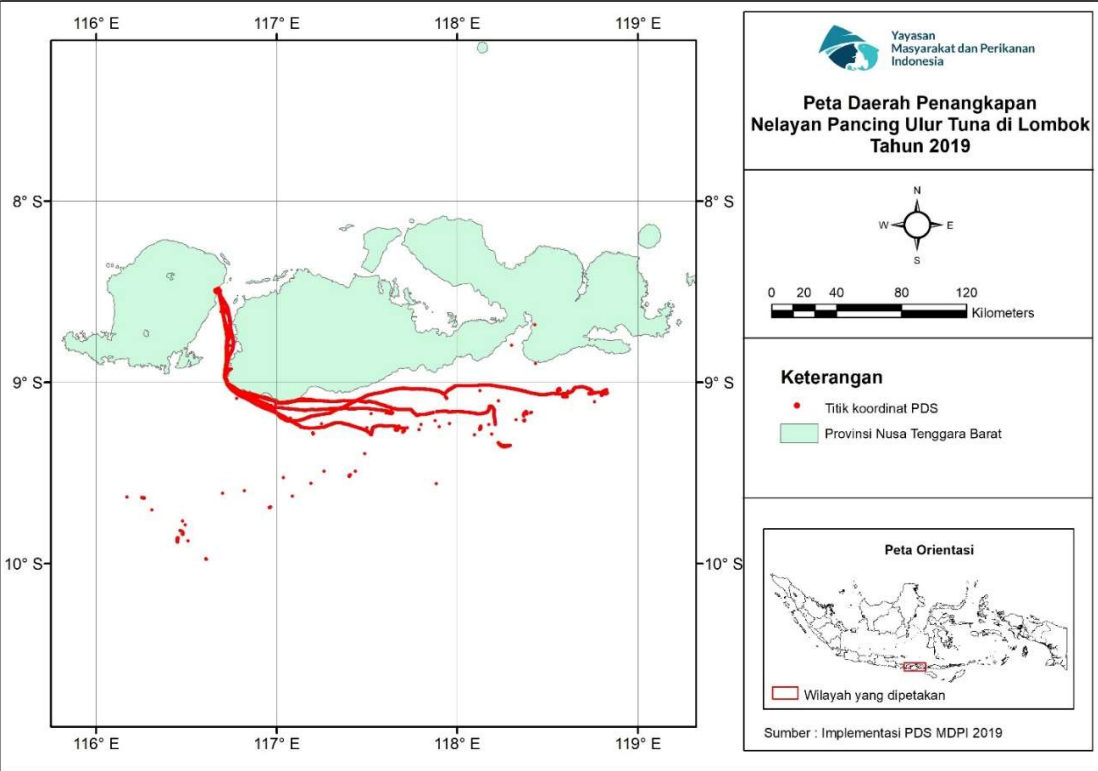 116° E
117° E
118° E
119° E
8° S
8° S
9° S
9° S
10° S
10° S
116° E
117° E
118° E
119° E
Yayasan
Masyarakat dan Perikanan
Indonesia
Peta Daerah Penangkapan
Nelayan Pancing Ulur Tuna di Lombok
Tahun 2019
N
W E
S
0 20 40 80 120
Kilometers
Keterangan
Titik koordinat PDS
Provinsi Nusa Tenggara Barat
Peta Orientasi
Wilayah yang dipetakan
Sumber : Implementasi PDS MDPI 2019